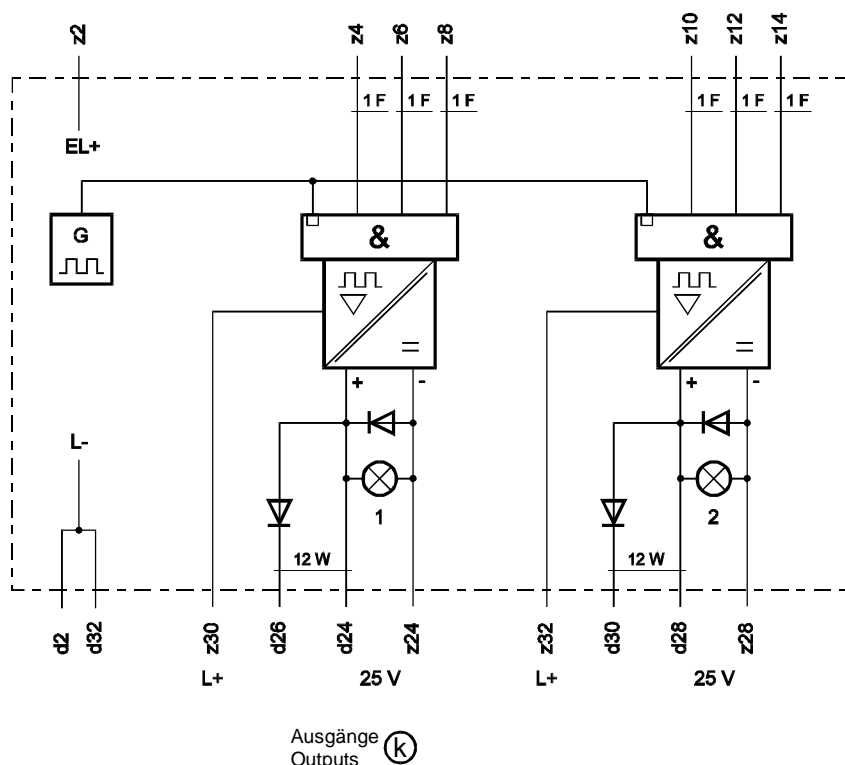 z2 z4 z6 z8 z10 z12 z14
1 F 1 F 1 F 1 F 1 F 1 F
EL+
G & &
+ - + -
L-
1 2
12 W 12 W
d2 d32 z30 d26 d24 z24 z32 d30 d28 z28
L+ 25 V L+ 25 V
Ausgänge k
Outputs